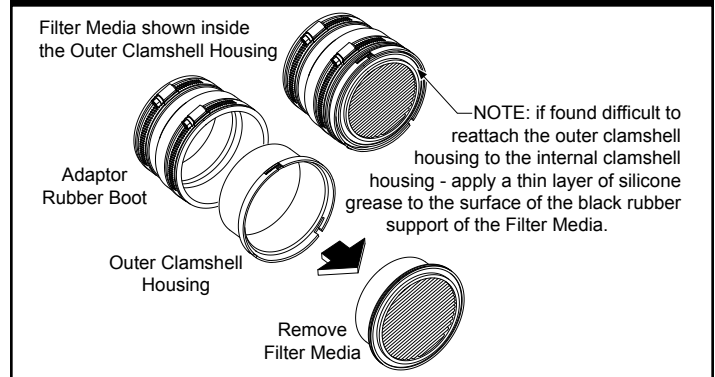 Filter Media shown inside
the Outer Clamshell Housing
NOTE: if found difficult to
reattach the outer clamshell
housing to the internal clamshell
housing - apply a thin layer of silicone
grease to the surface of the black rubber
support of the Filter Media.
Adaptor
Rubber Boot
Outer Clamshell
Housing
Remove
Filter Media